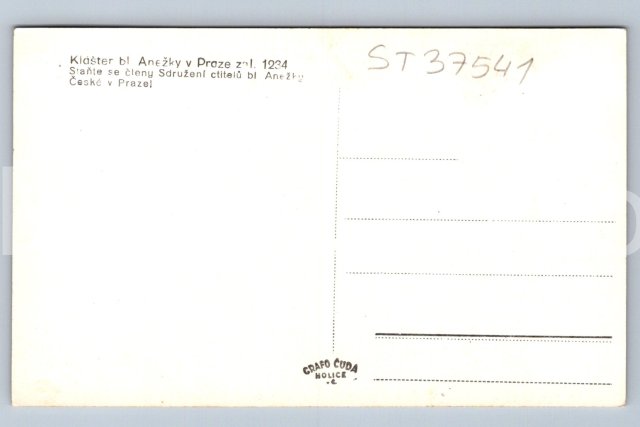 Klášter bl. Anežky v Praze zal. 1234
Staňte se členy Sdružení ctitelů bl. Anežky
České v Praze!
ST37541
GRAFO ČUDA
HOLICE